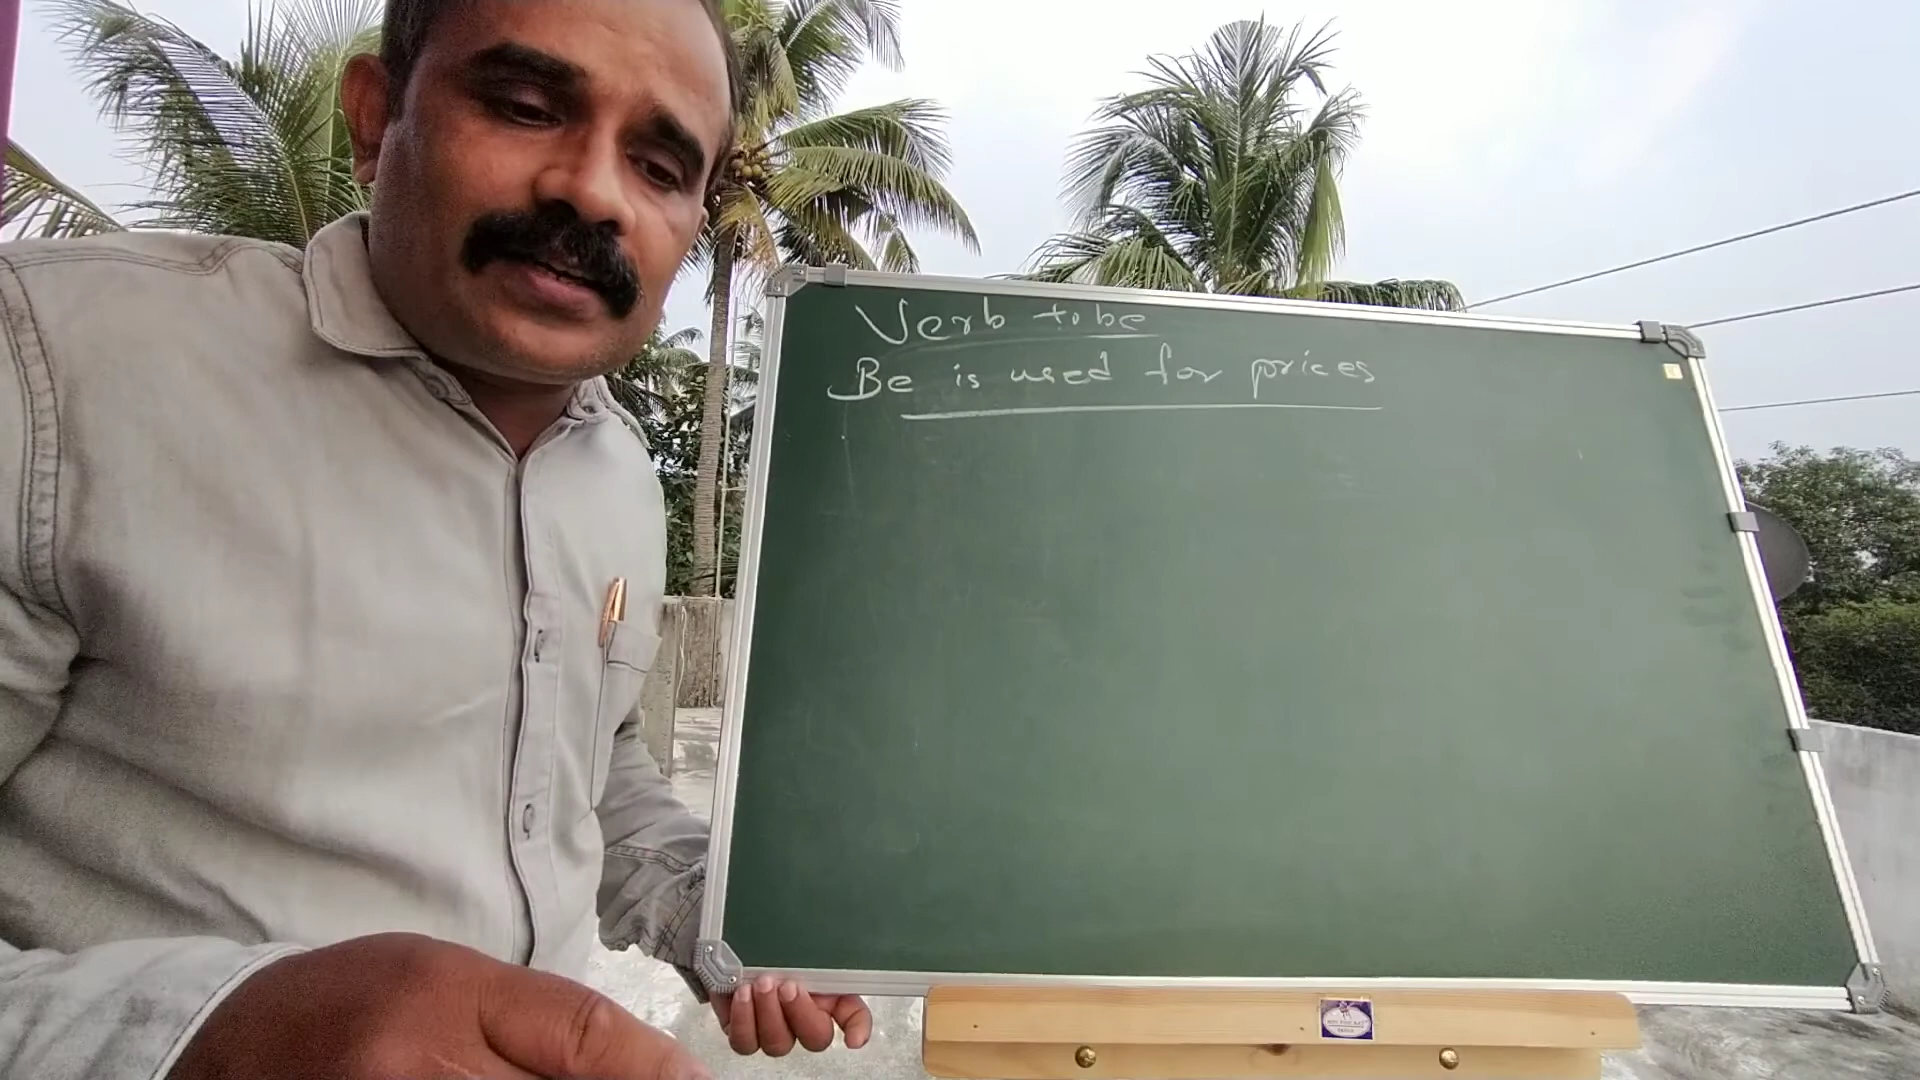 Verb to be
Be is used for prices